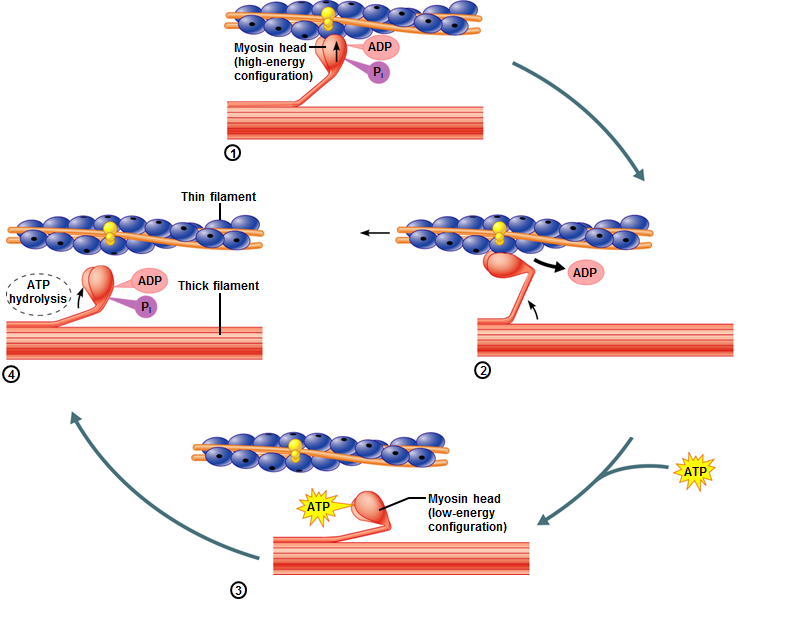 Myosin head
(high-energy
configuration)
ADP
Pi
1
Thin filament
ATP
hydrolysis
ADP
Pi
Thick filament
4
ADP
2
ATP
Myosin head
(low-energy
configuration)
ATP
3